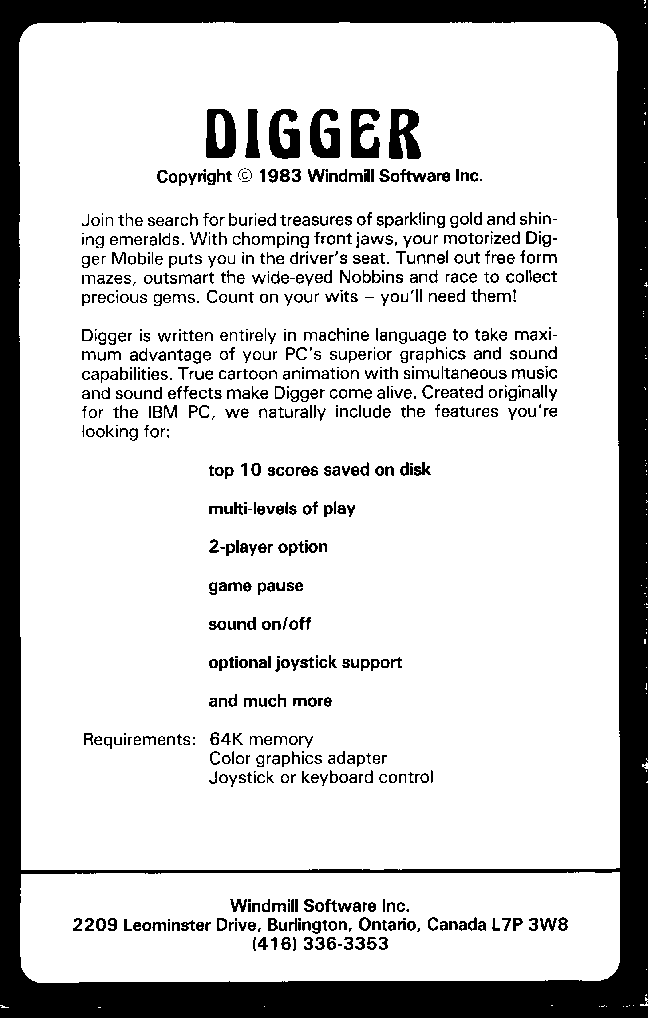 DIGGER
Copyright © 1983 Windmill Software Inc.
Join the search for buried treasures of sparkling gold and shin-
ing emeralds. With chomping front jaws, your motorized Dig-
ger Mobile puts you in the driver's seat. Tunnel out free form
mazes, outsmart the wide-eyed Nobbins and race to collect
precious gems. Count on your wits – you'll need them!
Digger is written entirely in machine language to take maxi-
mum advantage of your PC's superior graphics and sound
capabilities. True cartoon animation with simultaneous music
and sound effects make Digger come alive. Created originally
for the IBM PC, we naturally include the features you're
looking for:
top 10 scores saved on disk
multi-levels of play
2-player option
game pause
sound on/off
optional joystick support
and much more
Requirements: 64K memory
Color graphics adapter
Joystick or keyboard control
Windmill Software Inc.
2209 Leominster Drive, Burlington, Ontario, Canada L7P 3W8
(416) 336-3353